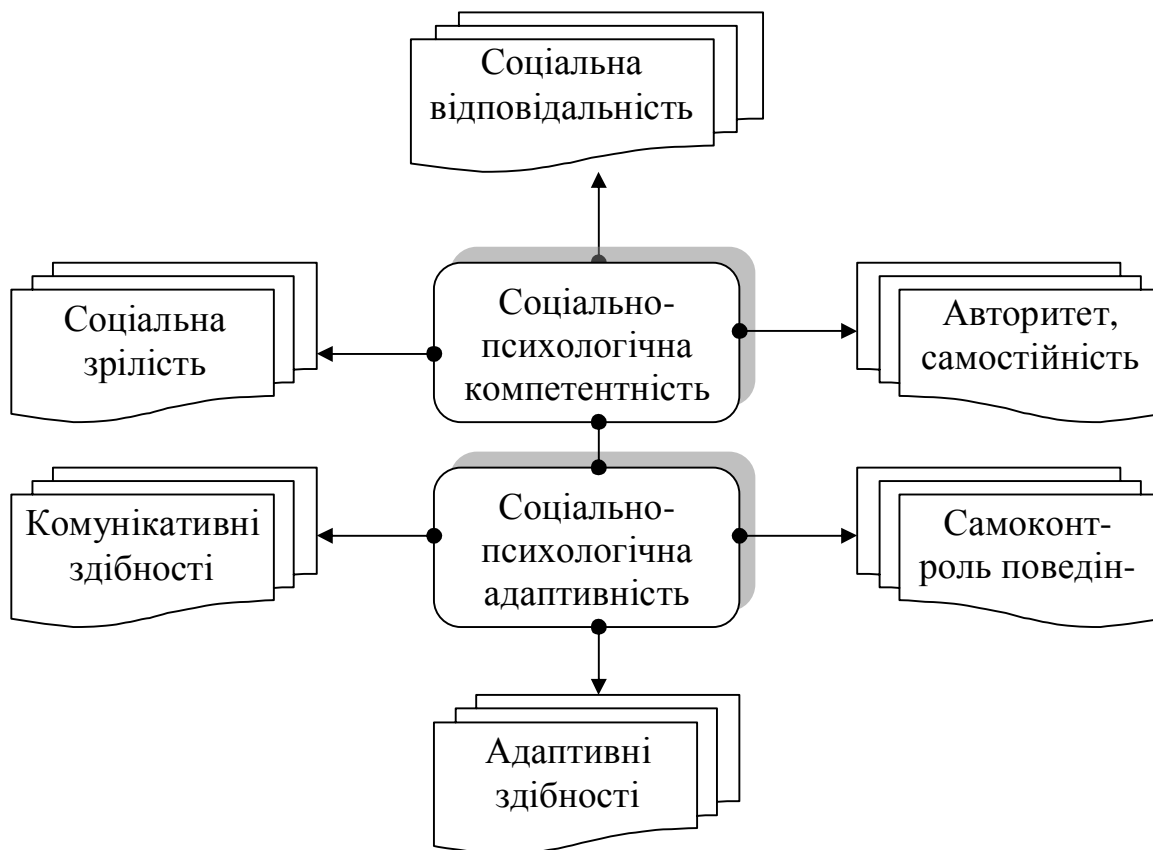 Соціальна
відповідальність
Соціальна
зрілість
Соціально-
психологічна
компетентність
Авторитет,
самостійність
Комунікативні
здібності
Соціально-
психологічна
адаптивність
Самоконт-
роль поведін-
Адаптивні
здібності